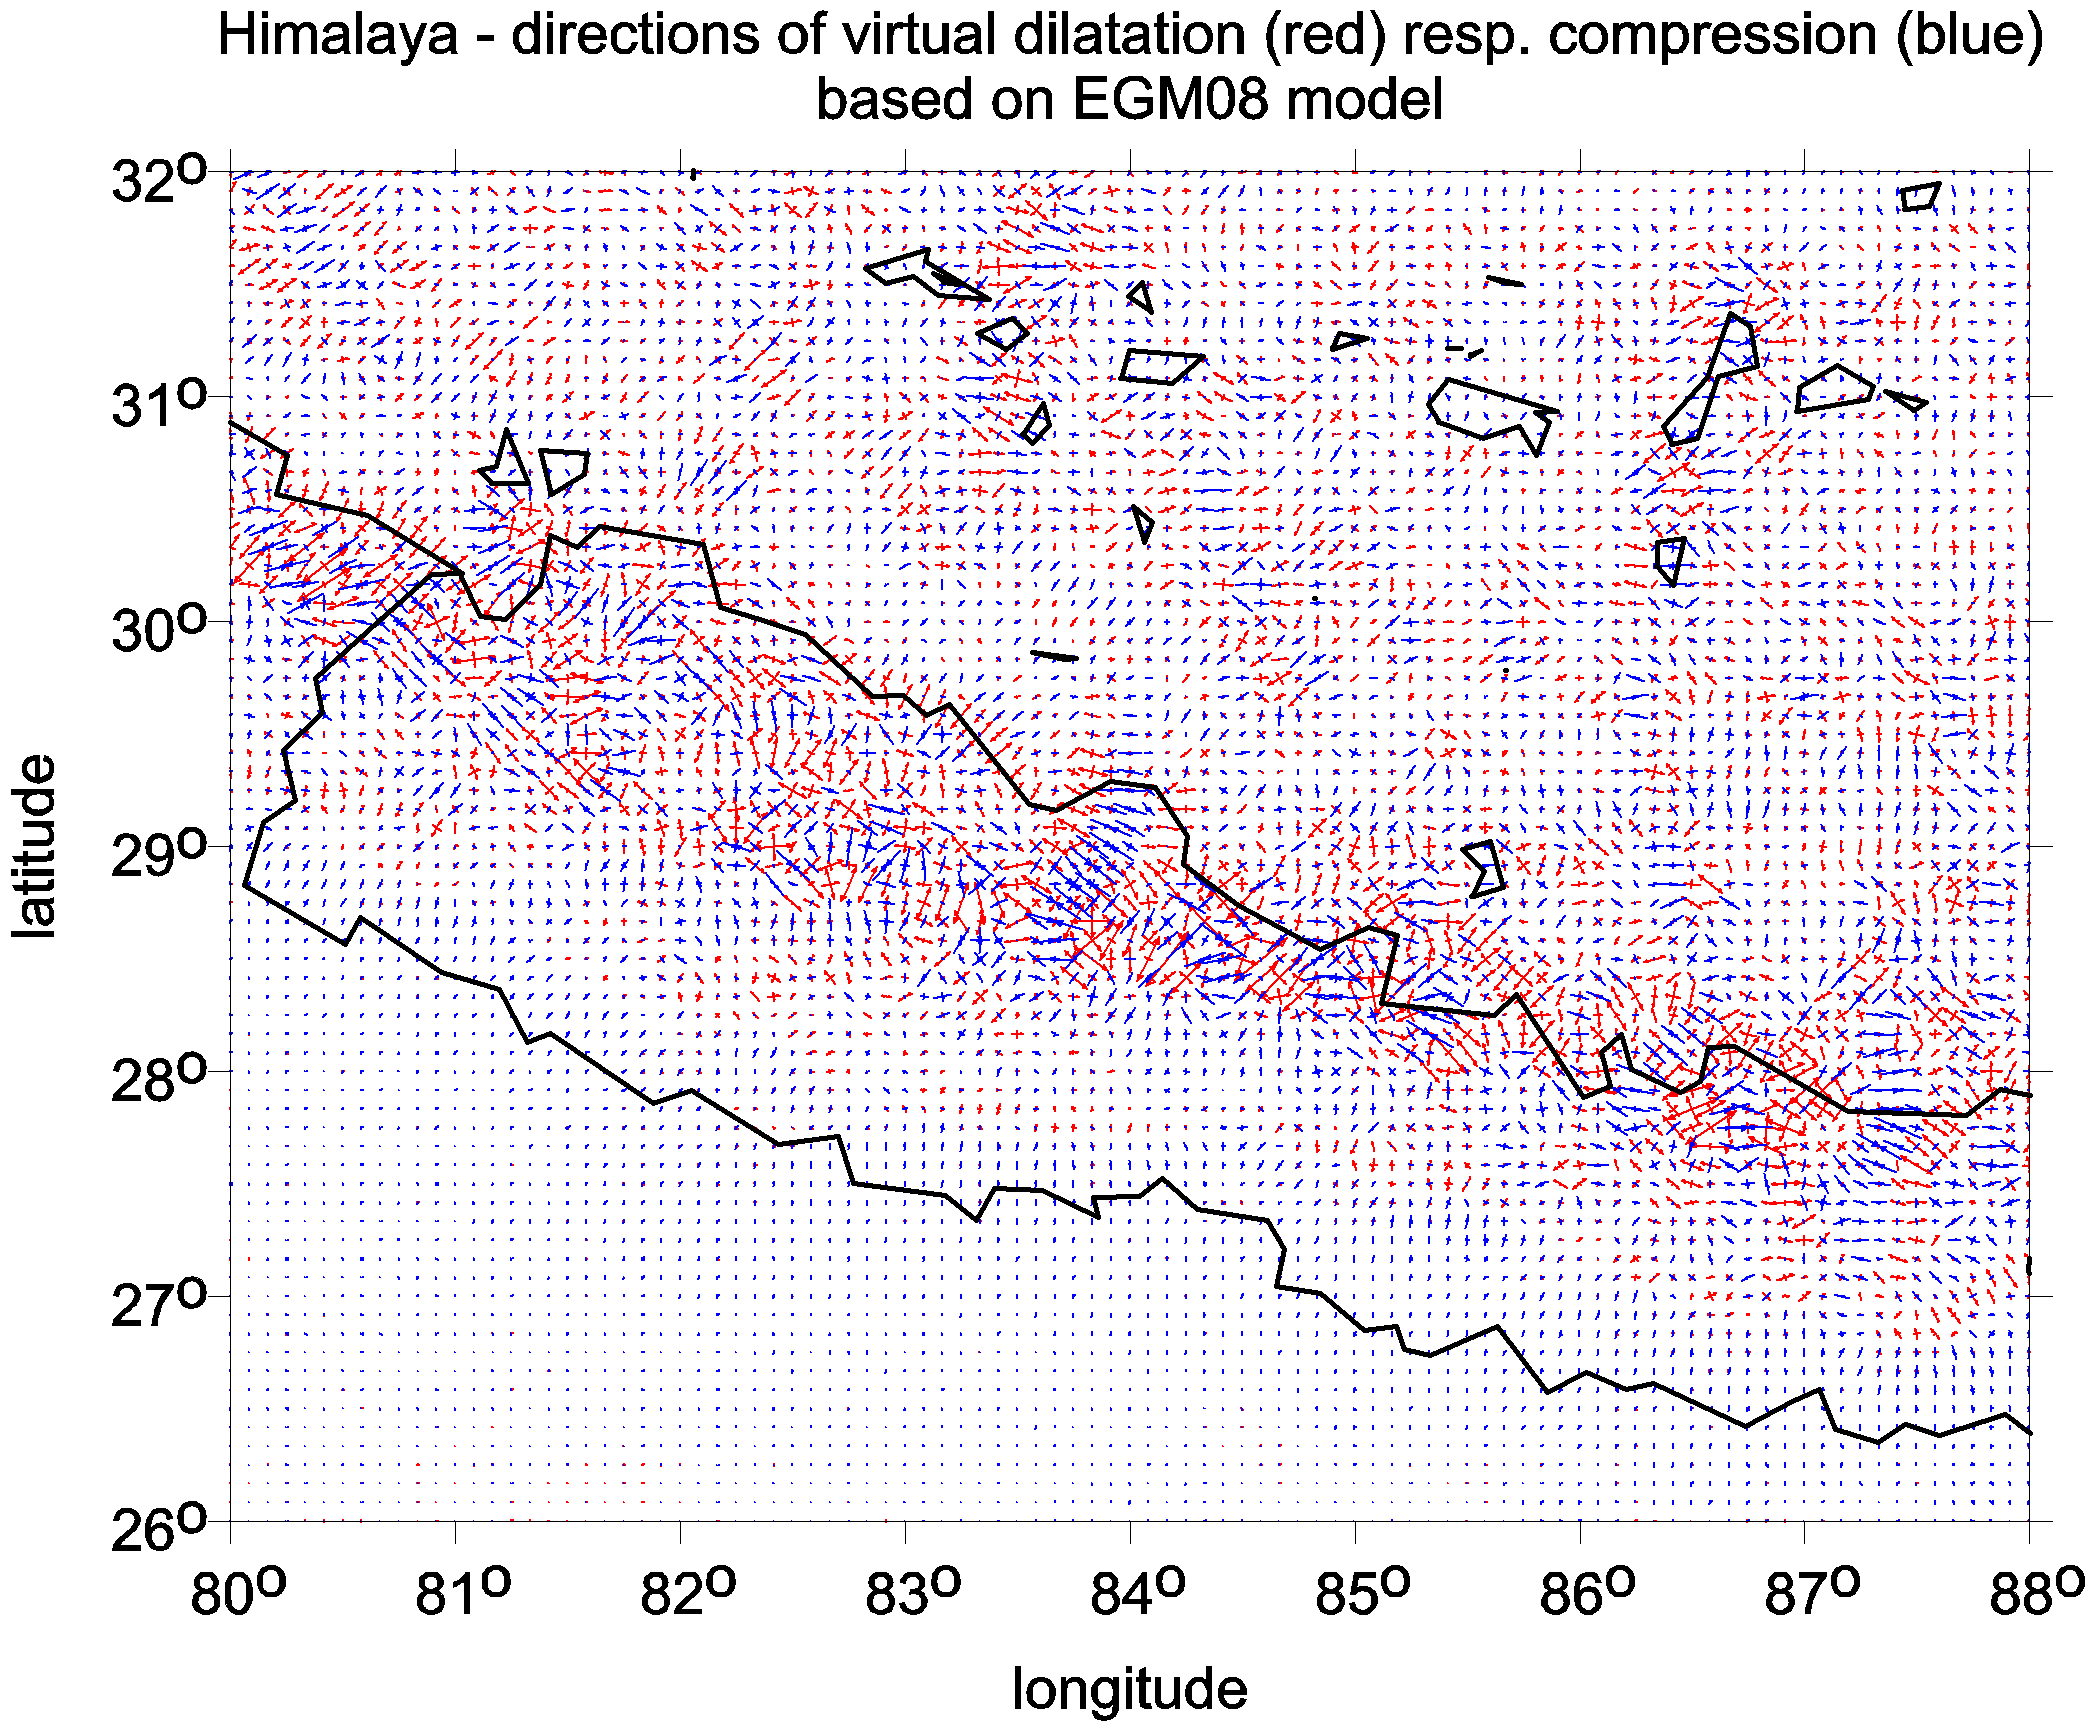 Himalaya - directions of virtual dilatation (red) resp. compression (blue)
based on EGM08 model
32o
31o
30o
29o
28o
27o
26o
latitude
80o 81o 82o 83o 84o 85o 86o 87o 88o
longitude